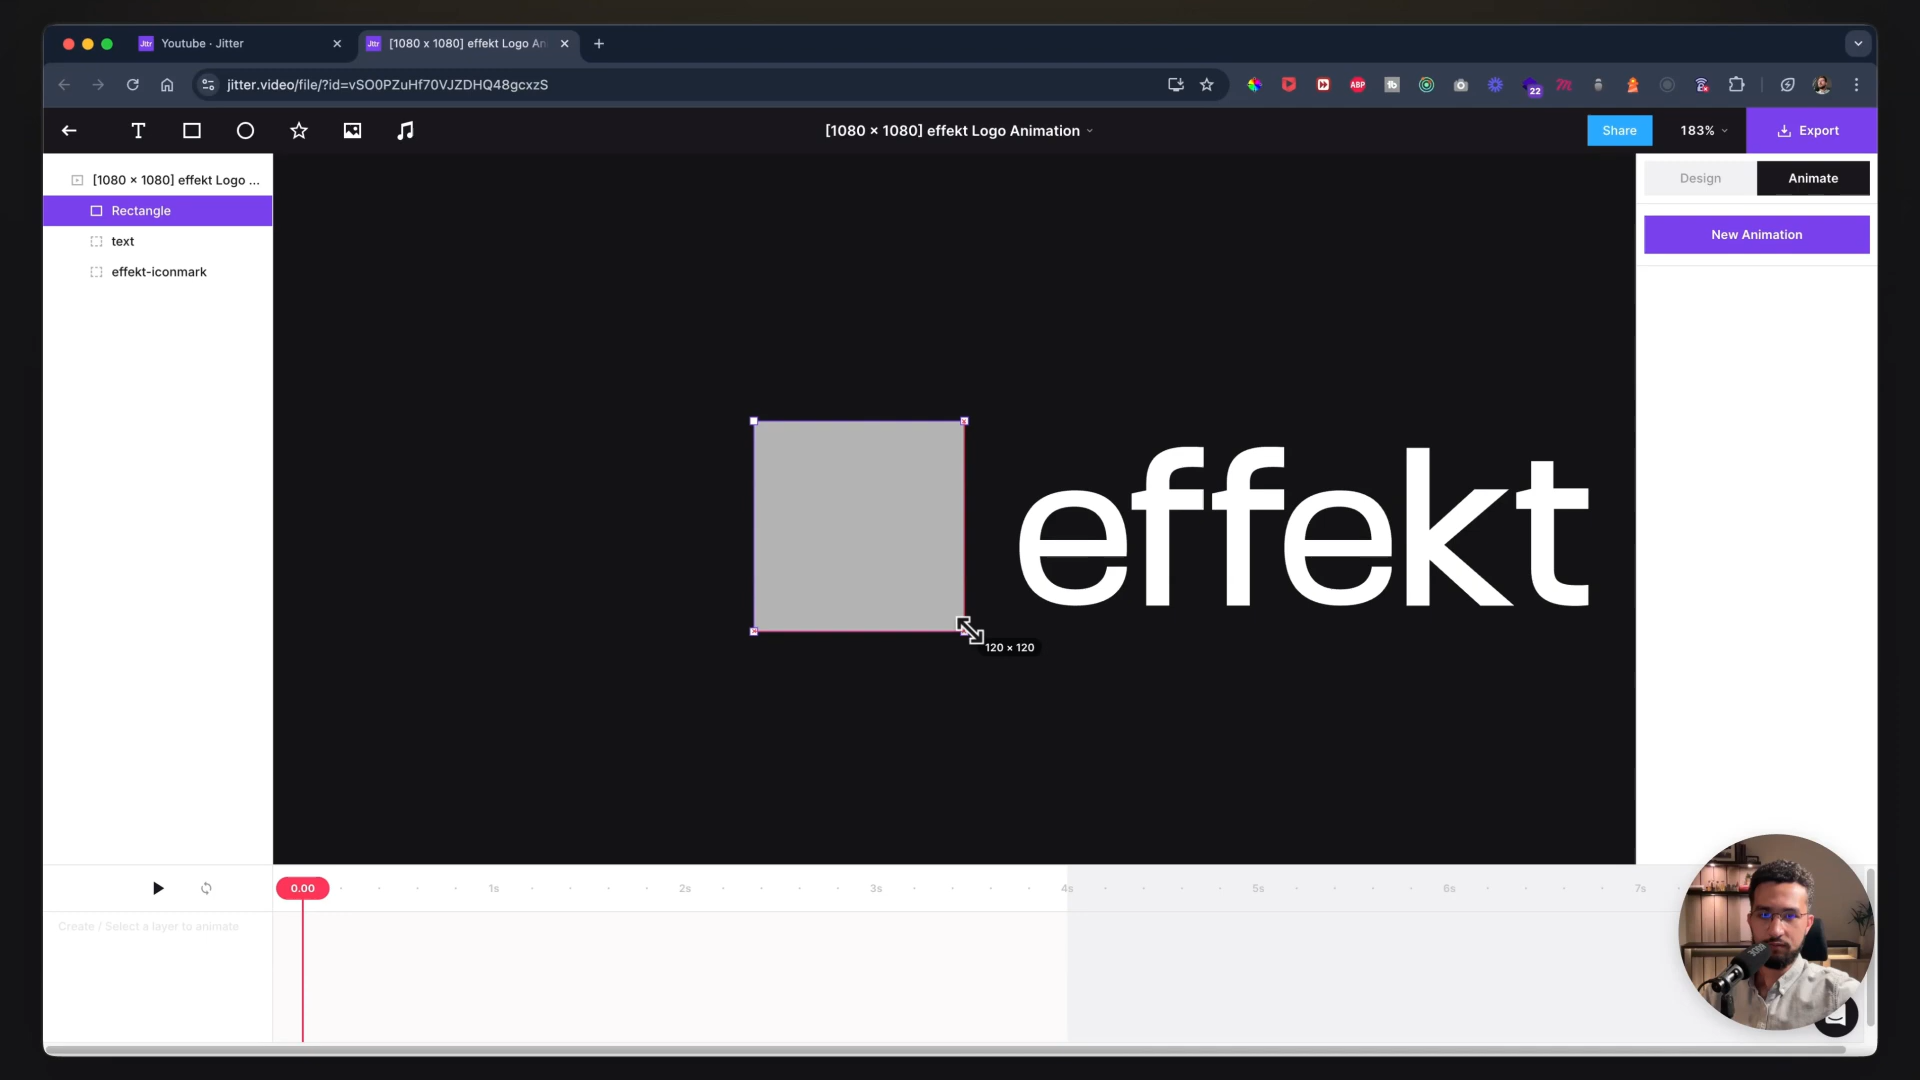 Youtube · Jitter
[1080 x 1080] effekt Logo An
jitter.video/file/?id=vSO0PZuHf70VJZDHQ48gcxzS
ABP
22
[1080 × 1080] effekt Logo Animation
Share
183%
Export
[1080 × 1080] effekt Logo ...
Rectangle
text
effekt-iconmark
Design
Animate
New Animation
effekt
120 × 120
0.00
1s
2s
3s
4s
5s
6s
7s
Create / Select a layer to animate